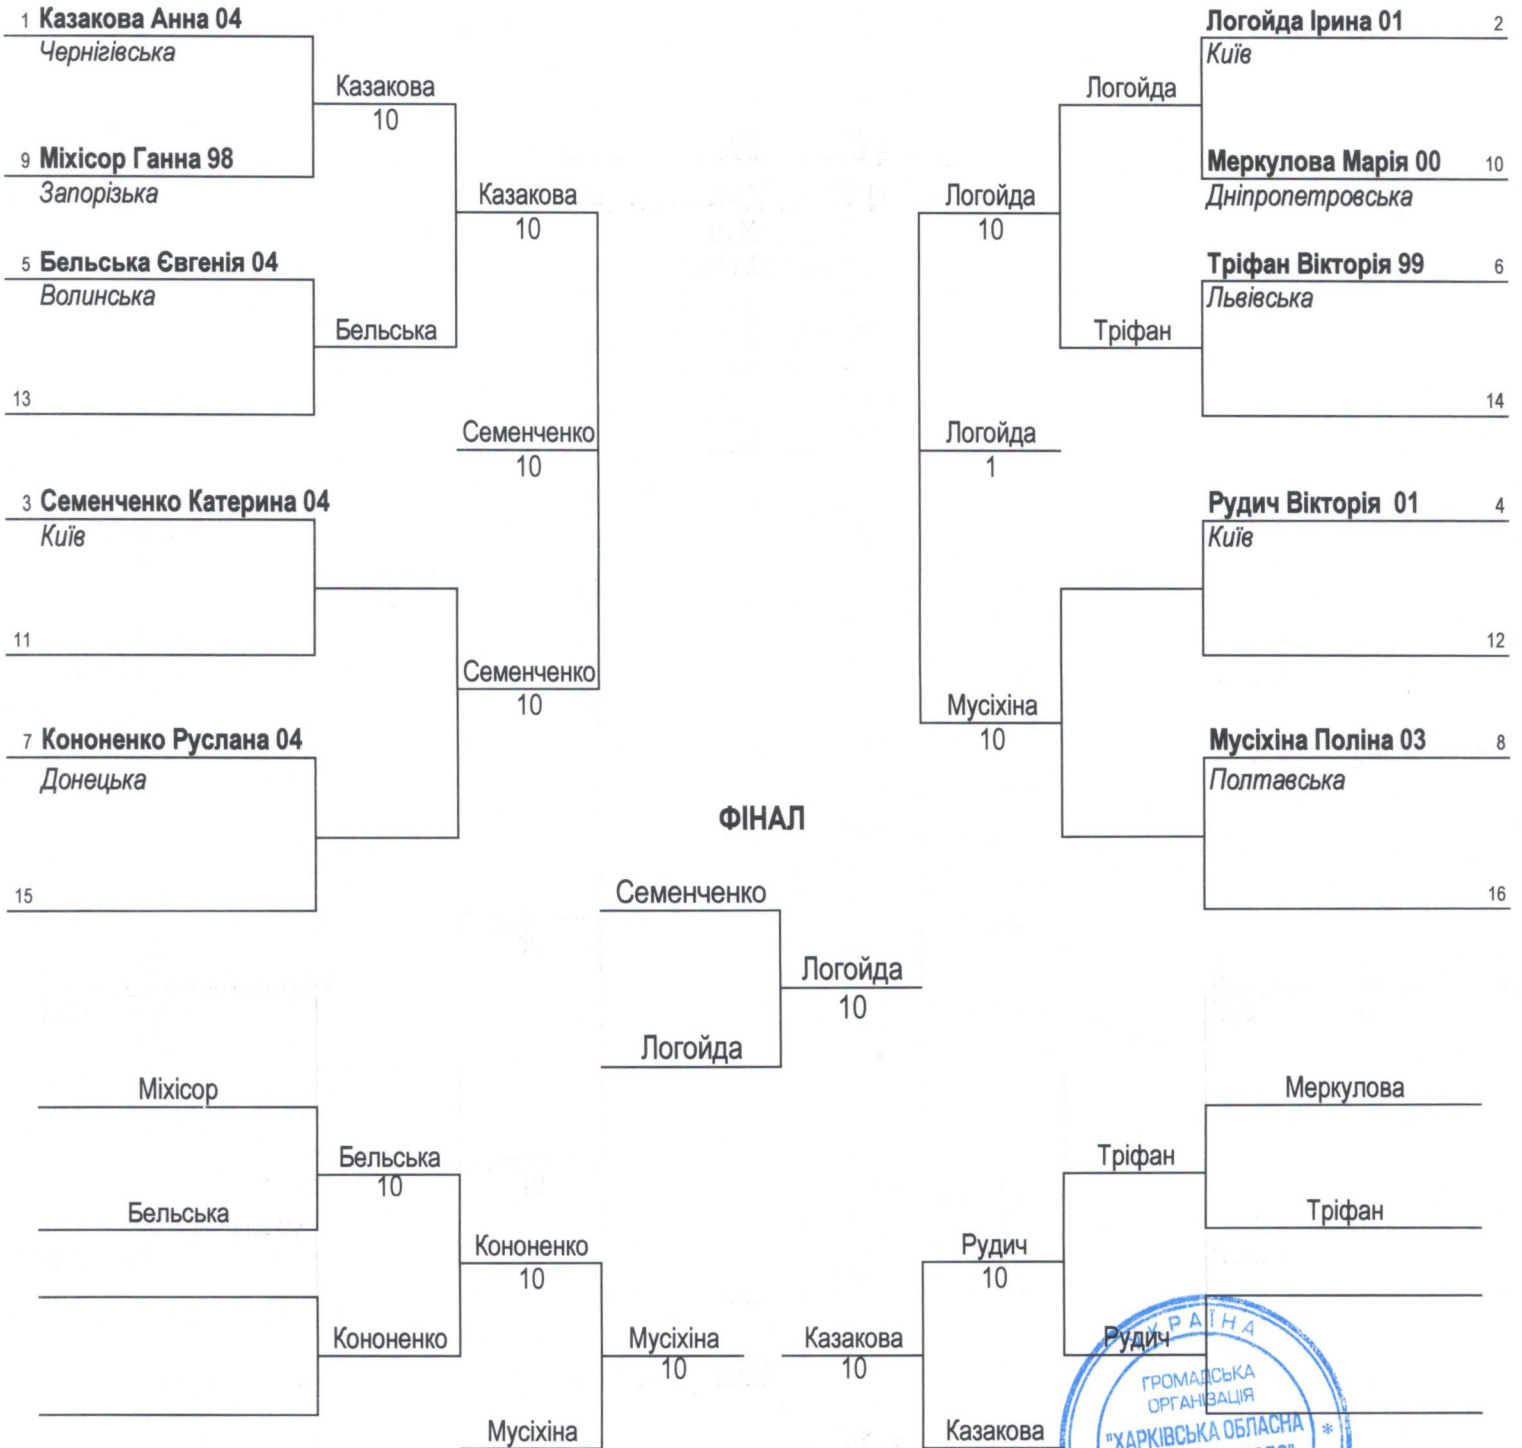 1 Казакова Анна 04
Чернігівська
Казакова
10
9 Міхісор Ганна 98
Запорізька
Казакова
10
5 Бельська Євгенія 04
Волинська
Бельська
13
Семенченко
10
3 Семенченко Катерина 04
Київ
11
Семенченко
10
7 Кононенко Руслана 04
Донецька
15
Логойда Ірина 01 2
Київ
Логойда
Меркулова Марія 00 10
Дніпропетровська
Логойда
10
Тріфан Вікторія 99 6
Львівська
Тріфан
14
Логойда
1
Рудич Вікторія 01 4
Київ
12
Мусіхіна
10
Мусіхіна Поліна 03 8
Полтавська
16
ФІНАЛ
Семенченко
Логойда
10
Логойда
Міхісор
Бельська
10
Бельська
Кононенко
10
Кононенко
Мусіхіна
10
Мусіхіна
Меркулова
Тріфан
Тріфан
Рудич
10
Рудич
Казакова
10
Казакова
УКРАЇНА
ГРОМАДСЬКА
ОРГАНІЗАЦІЯ
"ХАРКІВСЬКА ОБЛАСНА